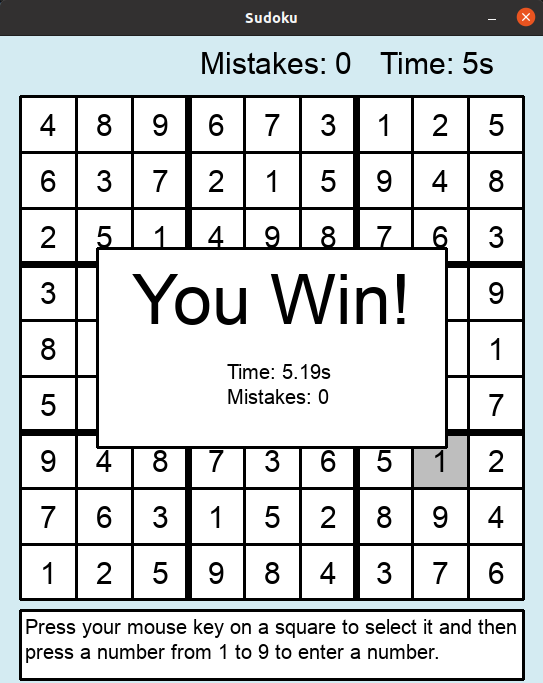 Sudoku
Mistakes: 0 Time: 5s
4 8 9 6 7 3 1 2 5
6 3 7 2 1 5 9 4 8
2 5 1 4 9 8 7 6 3
3 9
8 1
5 7
You Win!
Time: 5.19s
Mistakes: 0
9 4 8 7 3 6 5 1 2
7 6 3 1 5 2 8 9 4
1 2 5 9 8 4 3 7 6
Press your mouse key on a square to select it and then
press a number from 1 to 9 to enter a number.